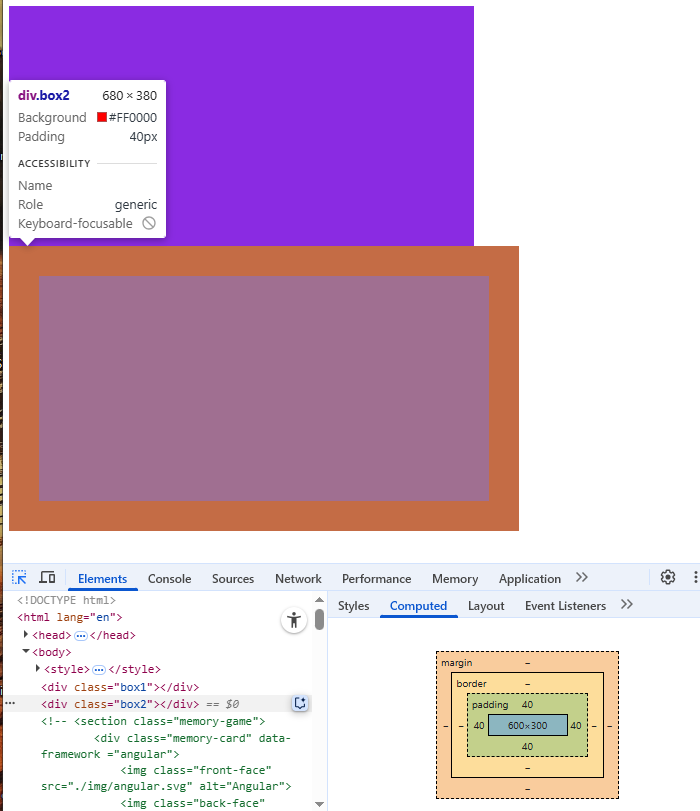 div.box2 680 × 380
Background #FF0000
Padding 40px
ACCESSIBILITY
Name
Role generic
Keyboard-focusable
Elements Console Sources Network Performance Memory Application
<!DOCTYPE html>
<html lang="en">
<head> </head>
<body>
<style> </style>
<div class="box1"></div>
<div class="box2"></div> == $0
<!-- <section class="memory-game">
<div class="memory-card" data-
framework ="angular">
<img class="front-face"
src="./img/angular.svg" alt="Angular">
<img class="back-face"
Styles Computed Layout Event Listeners
margin –
border –
padding 40
– – 40 600×300 40 – –
40
–
–